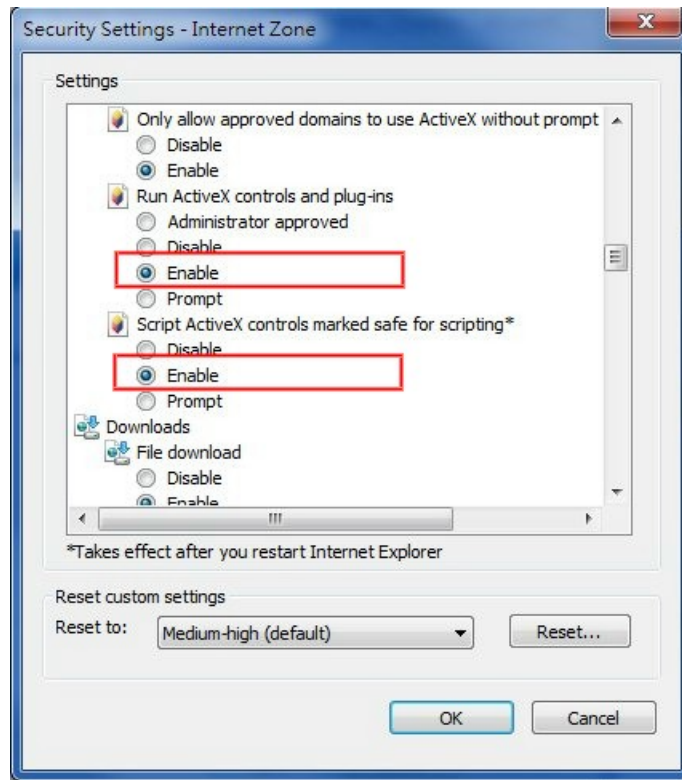 Security Settings - Internet Zone
Settings
Only allow approved domains to use ActiveX without prompt
Disable
Enable
Run ActiveX controls and plug-ins
Administrator approved
Disable
Enable
Prompt
Script ActiveX controls marked safe for scripting*
Disable
Enable
Prompt
Downloads
File download
Disable
Enable
*Takes effect after you restart Internet Explorer
Reset custom settings
Reset to: Medium-high (default) Reset...
OK Cancel